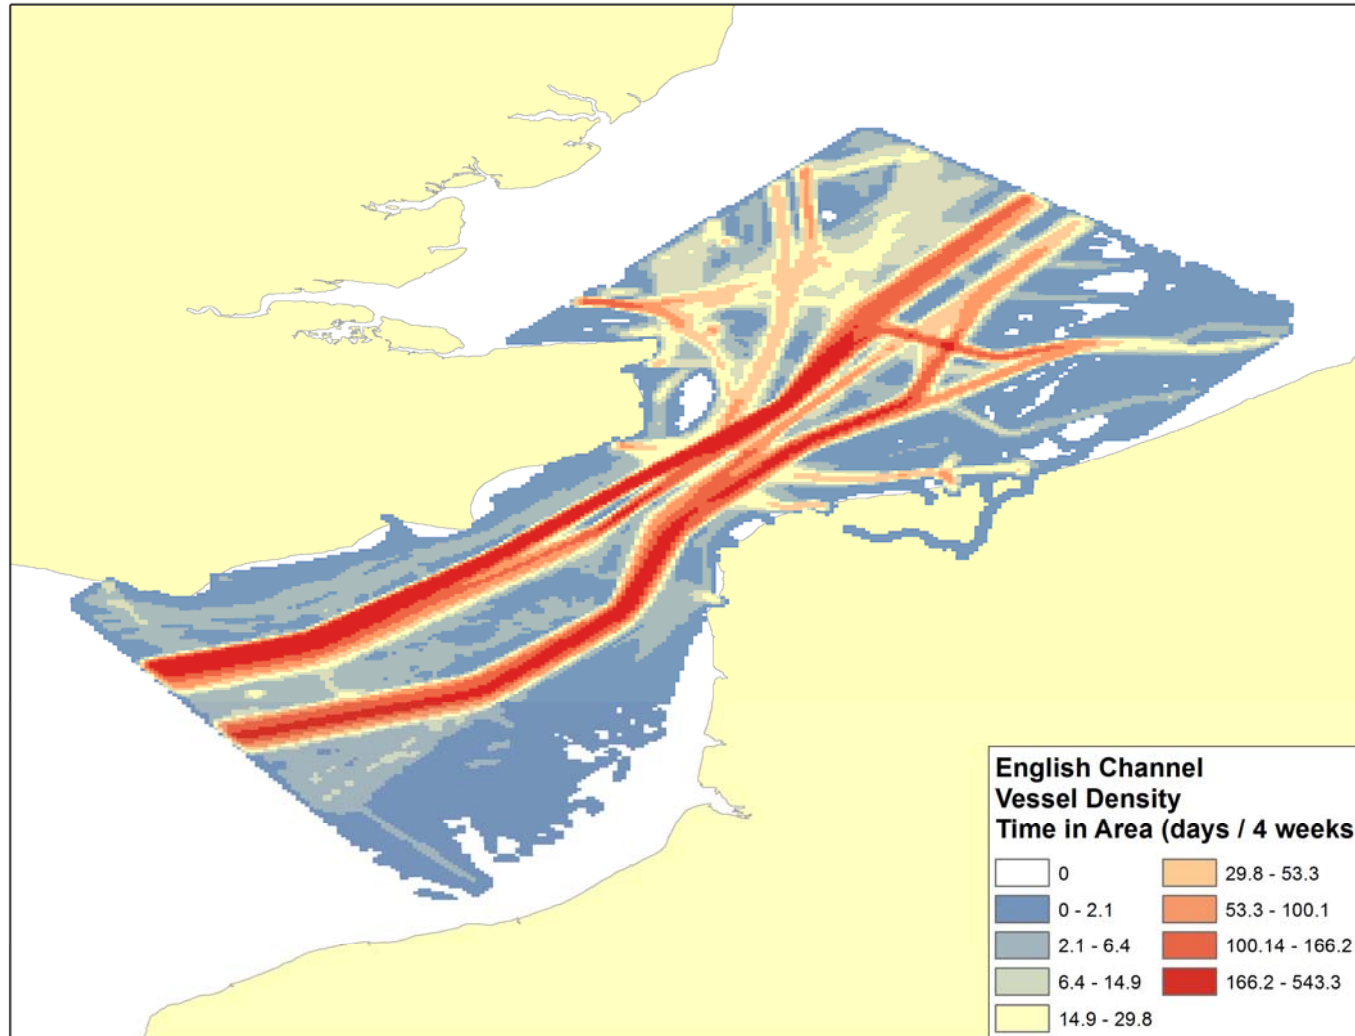 English Channel
Vessel Density
Time in Area (days / 4 weeks
0
0 - 2.1
2.1 - 6.4
6.4 - 14.9
14.9 - 29.8
29.8 - 53.3
53.3 - 100.1
100.14 - 166.2
166.2 - 543.3